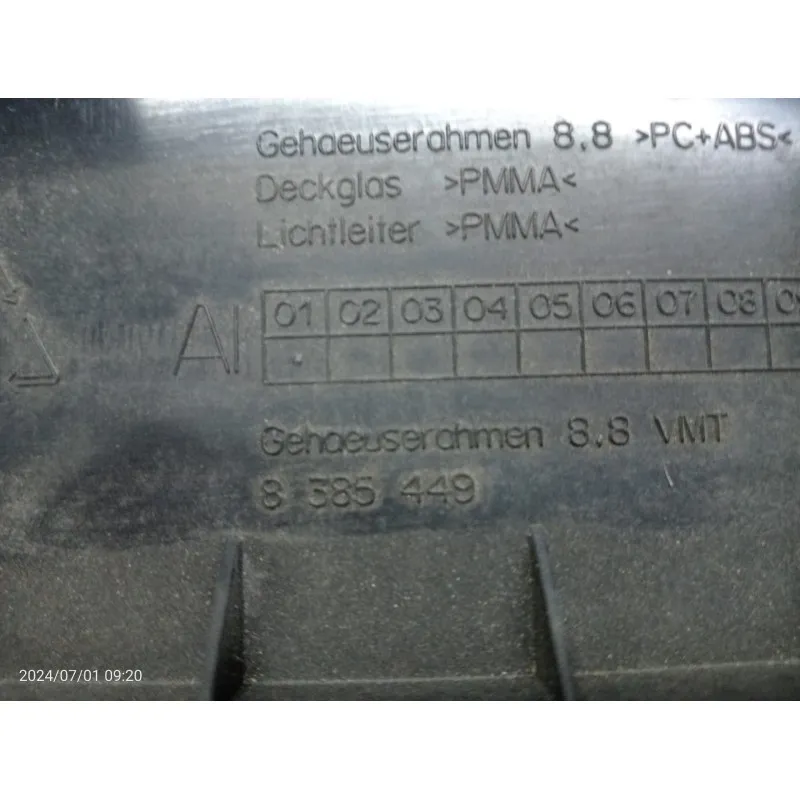 Gehaeuserahmen 8,8 >PC+ABS<
Deckglas >PMMA<
Lichtleiter >PMMA<
AI 01 02 03 04 05 06 07 08 09
Gehaeuserahmen 8,8 VMT
8 385 449
2024/07/01 09:20